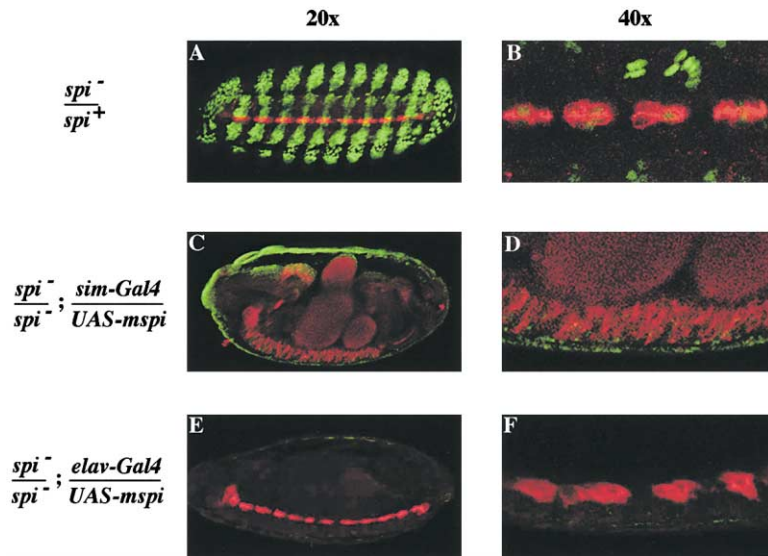 20x 40x
A B
spi -
spi +
C D
spi - ; sim-Gal4
spi - UAS-mspi
E F
spi - ; elav-Gal4
spi - UAS-mspi